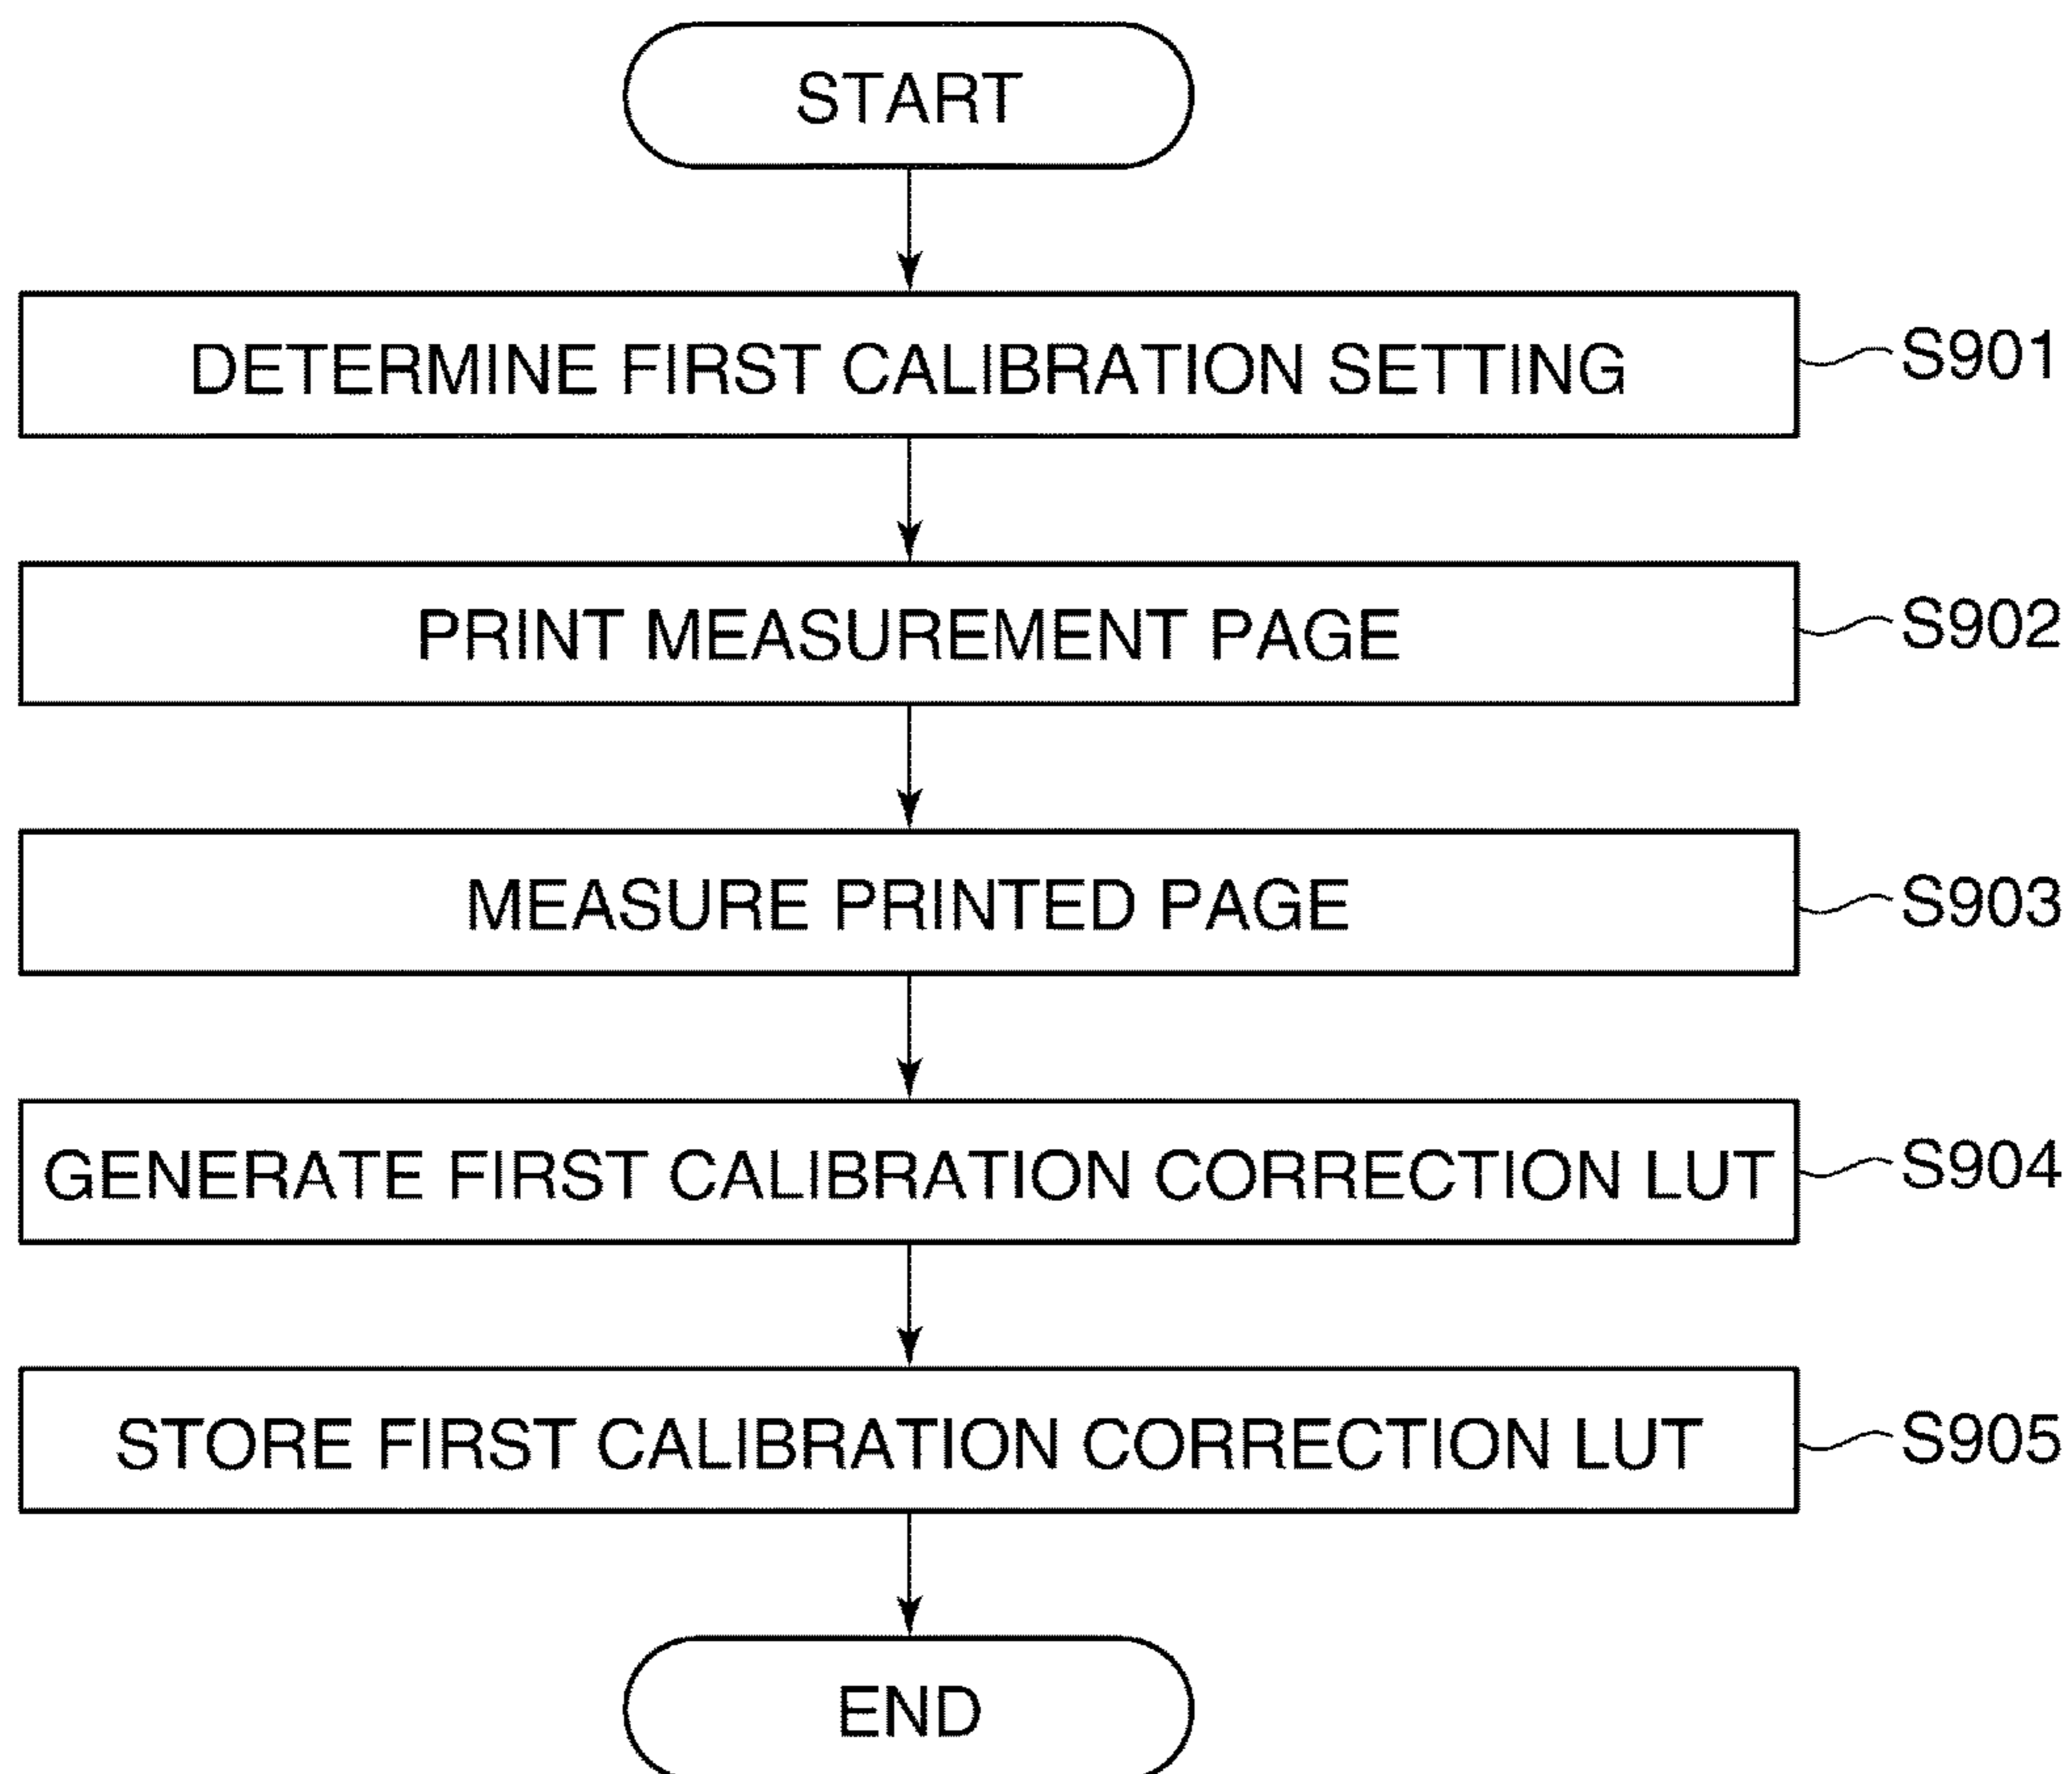 START
DETERMINE FIRST CALIBRATION SETTING
S901
PRINT MEASUREMENT PAGE
S902
MEASURE PRINTED PAGE
S903
GENERATE FIRST CALIBRATION CORRECTION LUT
S904
STORE FIRST CALIBRATION CORRECTION LUT
S905
END